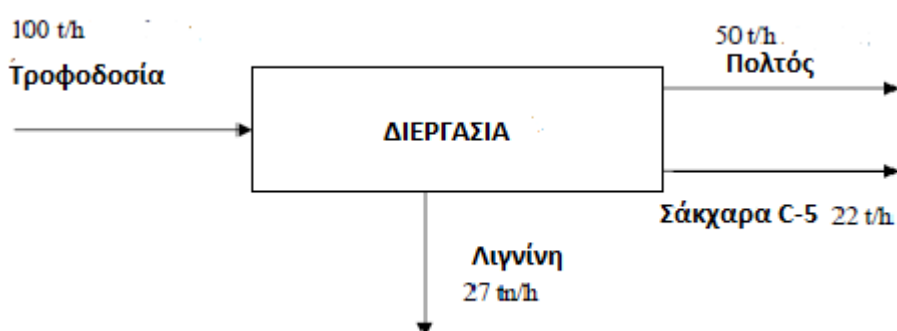 100 t/h
Τροφοδοσία
50 t/h
Πολτός
ΔΙΕΡΓΑΣΙΑ
Σάκχαρα C-5 22 t/h
Λιγνίνη
27 tn/h